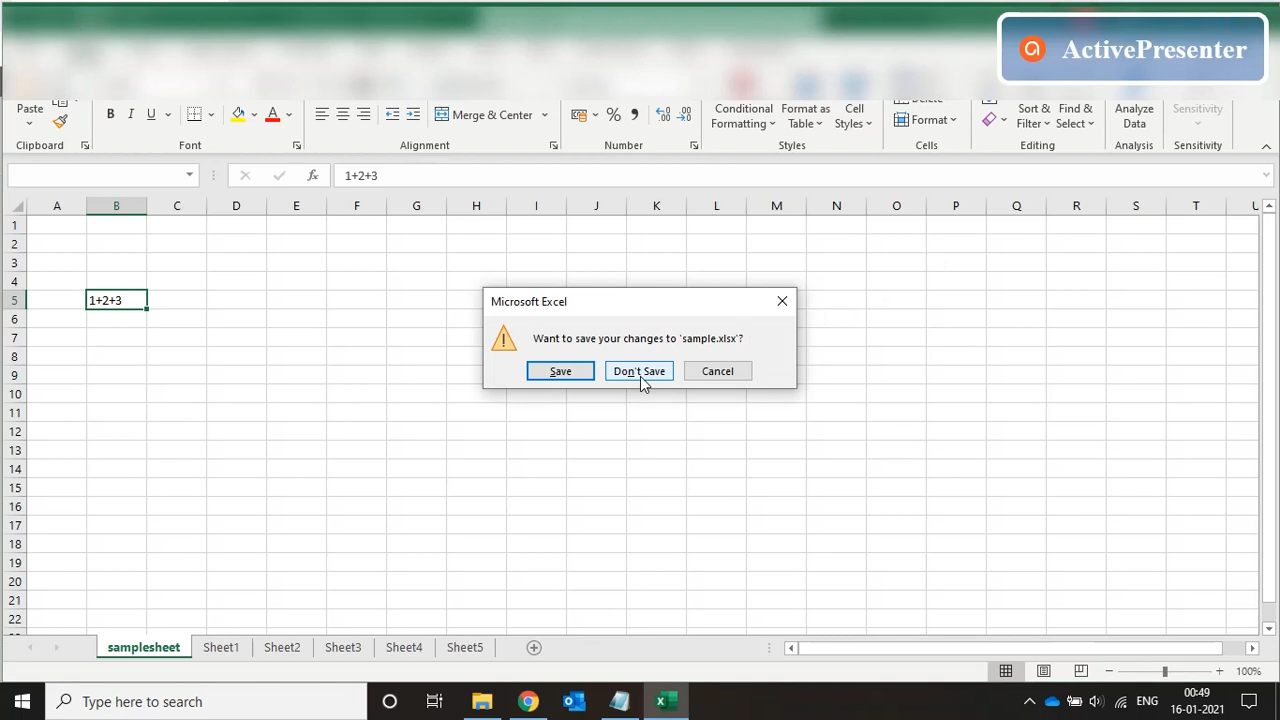 ActivePresenter
Paste
B I U
A
Merge & Center
%
Conditional Formatting
Format as Table
Cell Styles
Format
Sort & Filter
Find & Select
Analyze Data
Sensitivity
Clipboard
Font
Alignment
Number
Styles
Cells
Editing
Analysis
Sensitivity
fx 1+2+3
A B C D E F G H I J K L M N O P Q R S T U
1
2
3
4
5 1+2+3
6
7
8
9
10
11
12
13
14
15
16
17
18
19
20
21
22
Microsoft Excel
Want to save your changes to 'sample.xlsx'?
Save Don't Save Cancel
samplesheet Sheet1 Sheet2 Sheet3 Sheet4 Sheet5
100%
Type here to search
ENG
00:49
16-01-2021